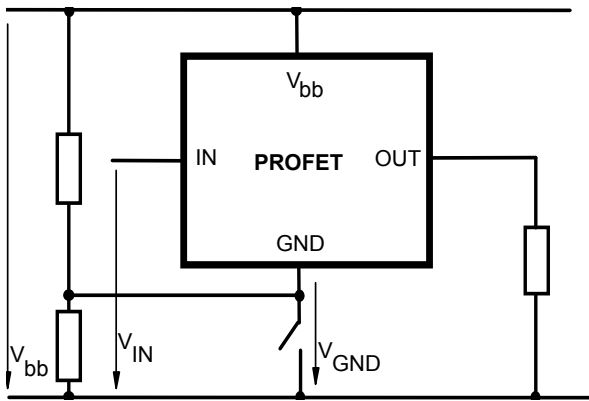 Vbb
IN
PROFET
OUT
GND
Vbb
VIN
VGND